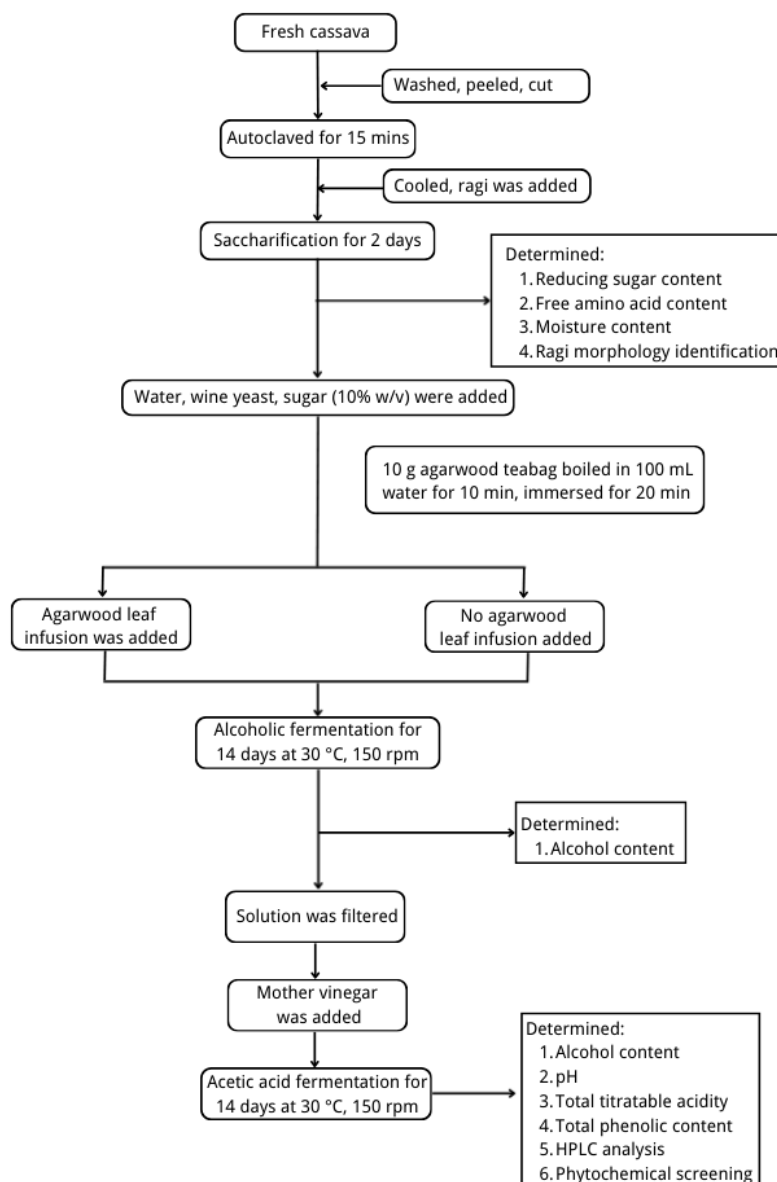 Fresh cassava
Washed, peeled, cut
Autoclaved for 15 mins
Cooled, ragi was added
Saccharification for 2 days
Determined:
1. Reducing sugar content
2. Free amino acid content
3. Moisture content
4. Ragi morphology identification
Water, wine yeast, sugar (10% w/v) were added
10 g agarwood teabag boiled in 100 mL
water for 10 min, immersed for 20 min
Agarwood leaf
infusion was added
No agarwood
leaf infusion added
Alcoholic fermentation for
14 days at 30 °C, 150 rpm
Determined:
1. Alcohol content
Solution was filtered
Mother vinegar
was added
Acetic acid fermentation for
14 days at 30 °C, 150 rpm
Determined:
1. Alcohol content
2. pH
3. Total titratable acidity
4. Total phenolic content
5. HPLC analysis
6. Phytochemical screening